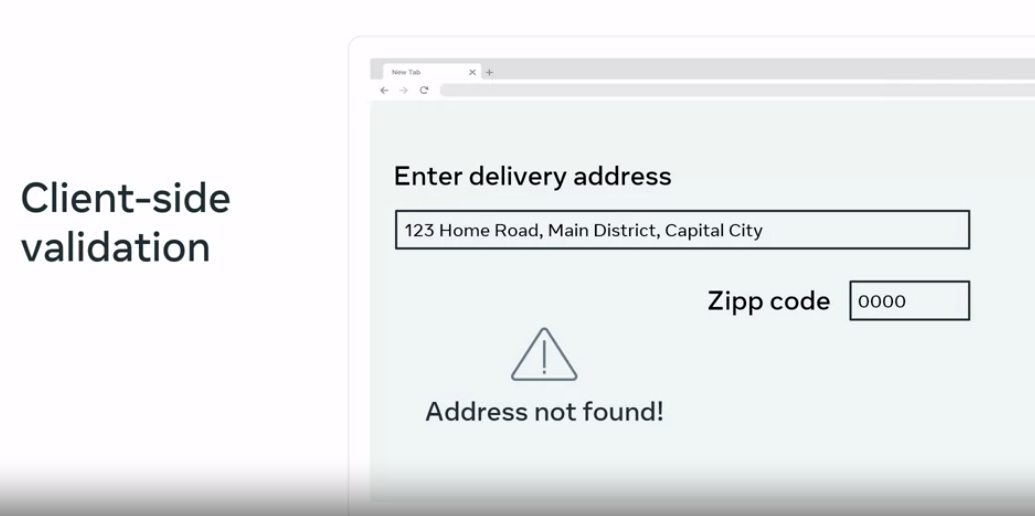 New Tab
Client-side
validation
Enter delivery address
123 Home Road, Main District, Capital City
Zipp code 0000
Address not found!